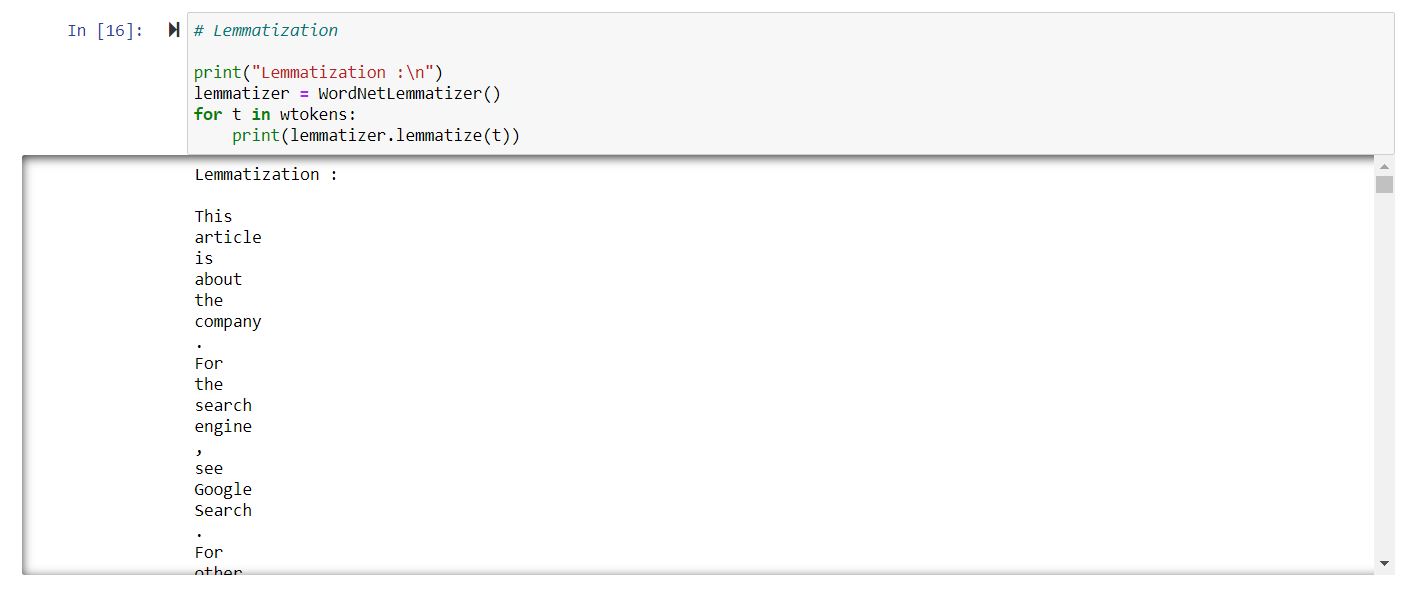 In [16]:
# Lemmatization
print("Lemmatization :\n")
lemmatizer = WordNetLemmatizer()
for t in wtokens:
    print(lemmatizer.lemmatize(t))
Lemmatization :
This
article
is
about
the
company
.
For
the
search
engine
,
see
Google
Search
.
For
other